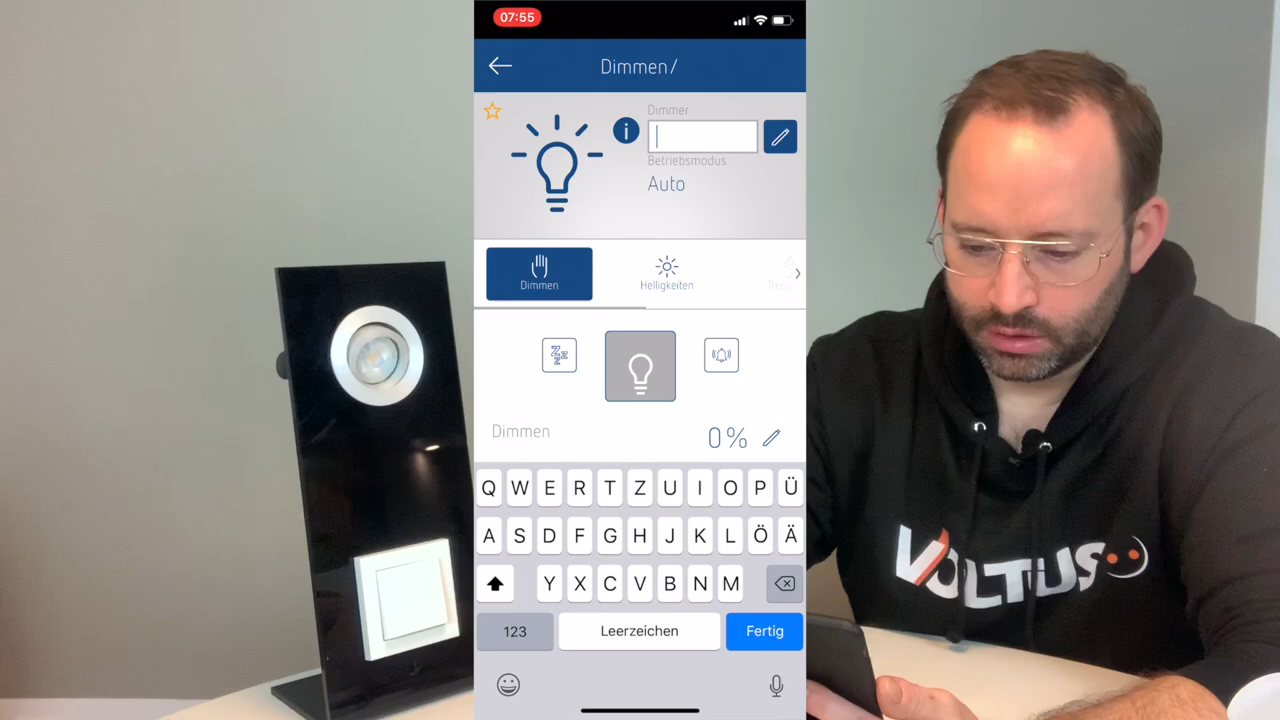 07:55
Dimmen/
Dimmer
Betriebsmodus
Auto
Dimmen
Helligkeiten
Dimmen
0%
Q W E R T Z U I O P Ü
A S D F G H J K L Ö Ä
Y X C V B N M
123
Leerzeichen
Fertig
VOLTUS